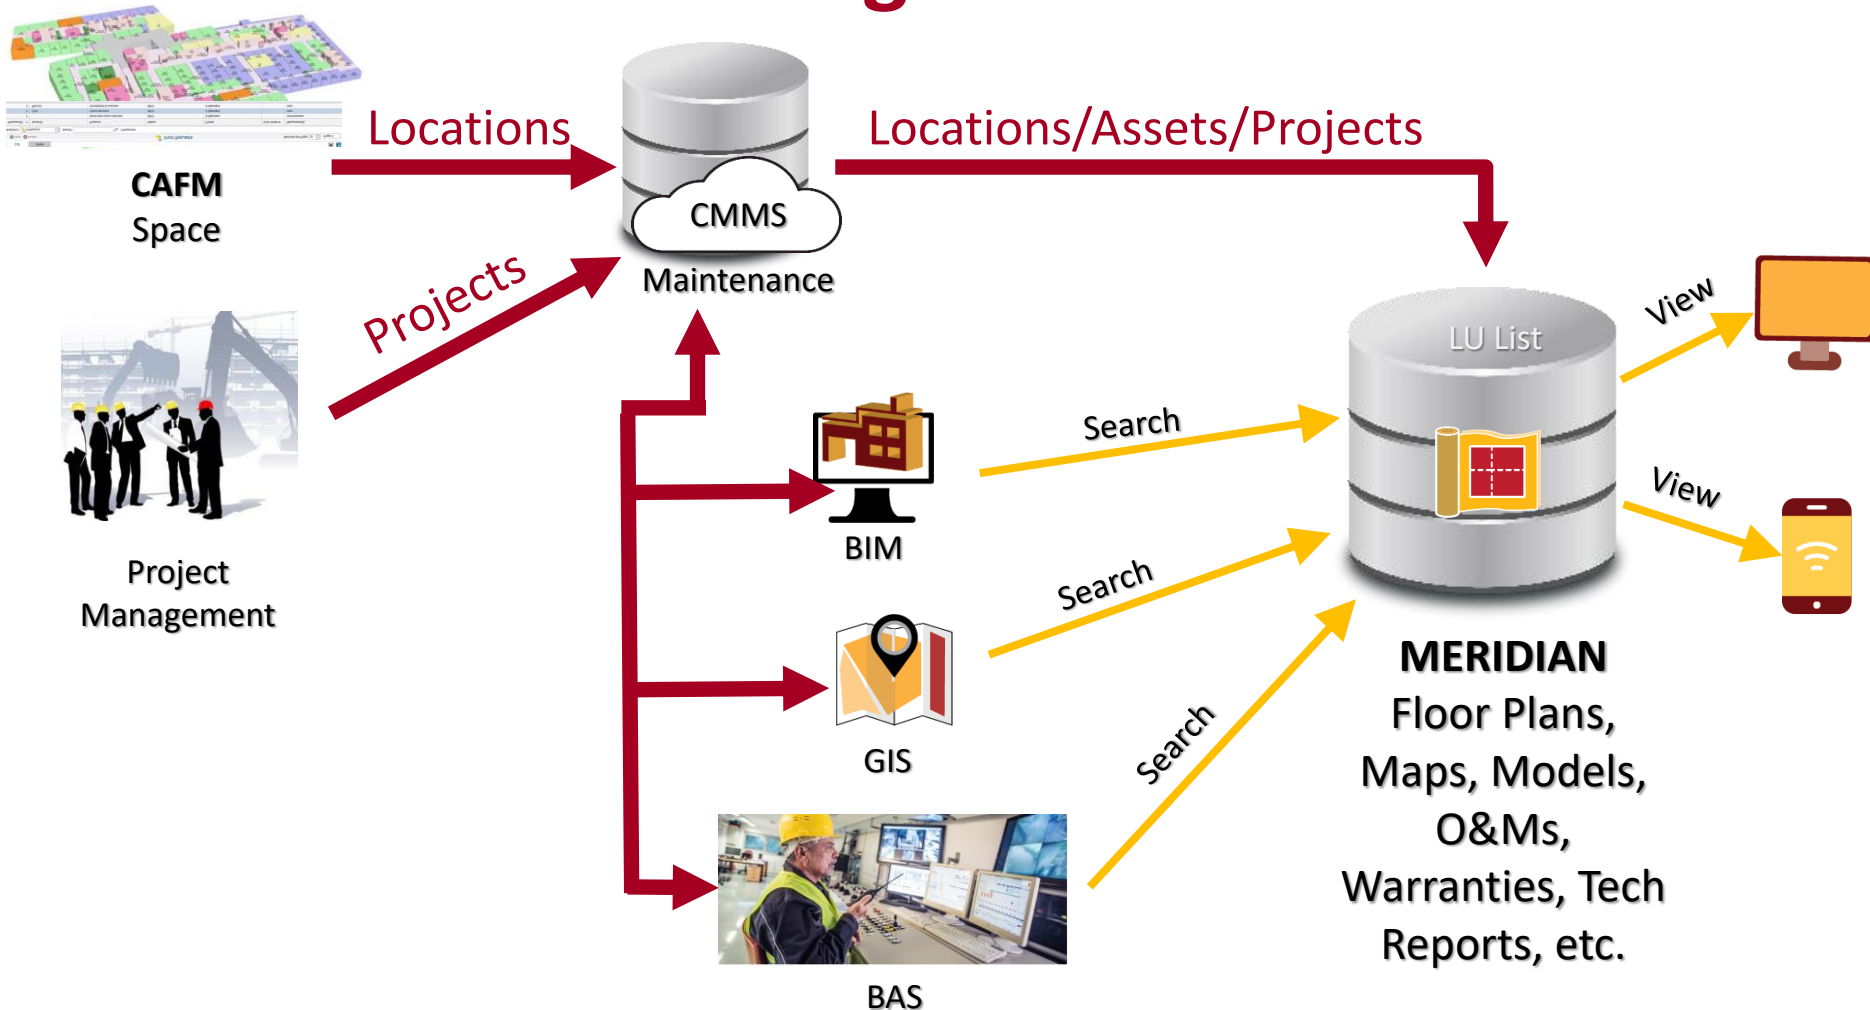 Locations
Locations/Assets/Projects
CAFM
Space
CMMS
Maintenance
Projects
View
LU List
Search
View
BIM
Project
Management
Search
MERIDIAN
Floor Plans,
Maps, Models,
O&Ms,
Warranties, Tech
Reports, etc.
Search
GIS
BAS